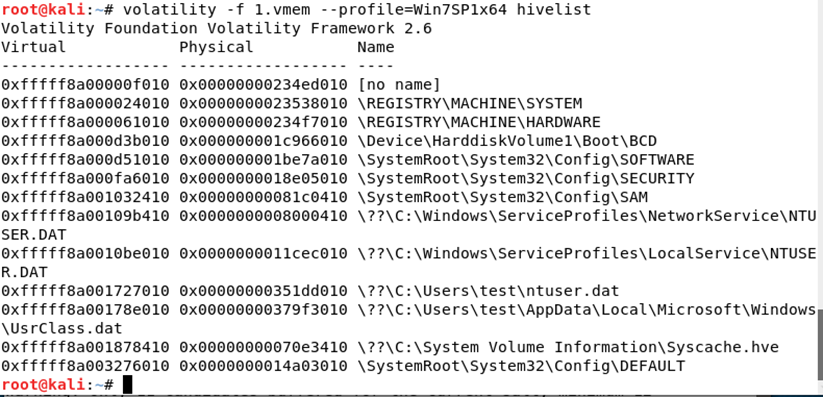 root@kali:~# volatility -f 1.vmem --profile=Win7SP1x64 hivelist
Volatility Foundation Volatility Framework 2.6
Virtual            Physical           Name
------------------ ------------------ ----
0xfffff8a00000f010 0x00000000234ed010 [no name]
0xfffff8a000024010 0x0000000023538010 \REGISTRY\MACHINE\SYSTEM
0xfffff8a000061010 0x00000000234f7010 \REGISTRY\MACHINE\HARDWARE
0xfffff8a000d3b010 0x000000001c966010 \Device\HarddiskVolume1\Boot\BCD
0xfffff8a000d51010 0x000000001be7a010 \SystemRoot\System32\Config\SOFTWARE
0xfffff8a000fa6010 0x0000000018e05010 \SystemRoot\System32\Config\SECURITY
0xfffff8a001032410 0x00000000081c0410 \SystemRoot\System32\Config\SAM
0xfffff8a00109b410 0x0000000008000410 \??\C:\Windows\ServiceProfiles\NetworkService\NTU
SER.DAT
0xfffff8a0010be010 0x0000000011cec010 \??\C:\Windows\ServiceProfiles\LocalService\NTUSE
R.DAT
0xfffff8a001727010 0x00000000351dd010 \??\C:\Users\test\ntuser.dat
0xfffff8a00178e010 0x00000000379f3010 \??\C:\Users\test\AppData\Local\Microsoft\Windows
\UsrClass.dat
0xfffff8a001878410 0x00000000070e3410 \??\C:\System Volume Information\Syscache.hve
0xfffff8a003276010 0x0000000014a03010 \SystemRoot\System32\Config\DEFAULT
root@kali:~#